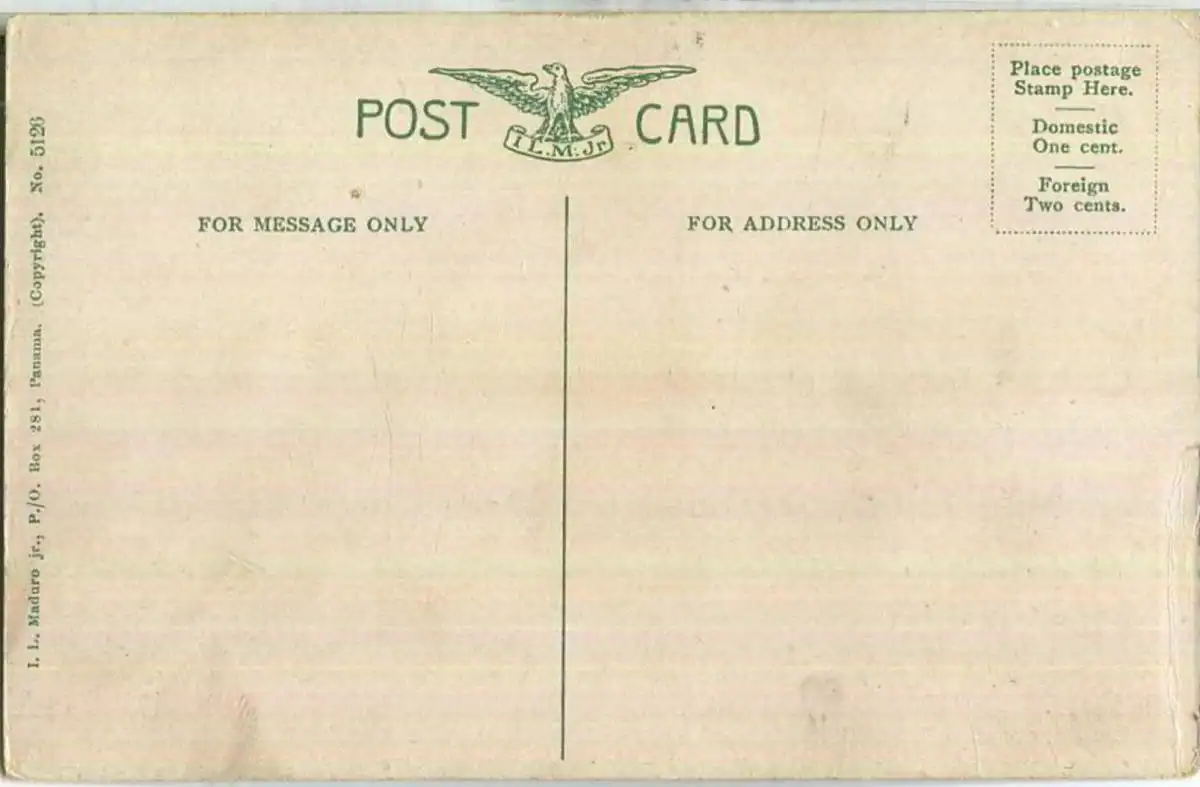 POST CARD
I L. M. Jr
Place postage
Stamp Here.
Domestic
One cent.
Foreign
Two cents.
FOR MESSAGE ONLY
FOR ADDRESS ONLY
I. L. Maduro jr., P./O. Box 281, Panama. (Copyright). No. 5126